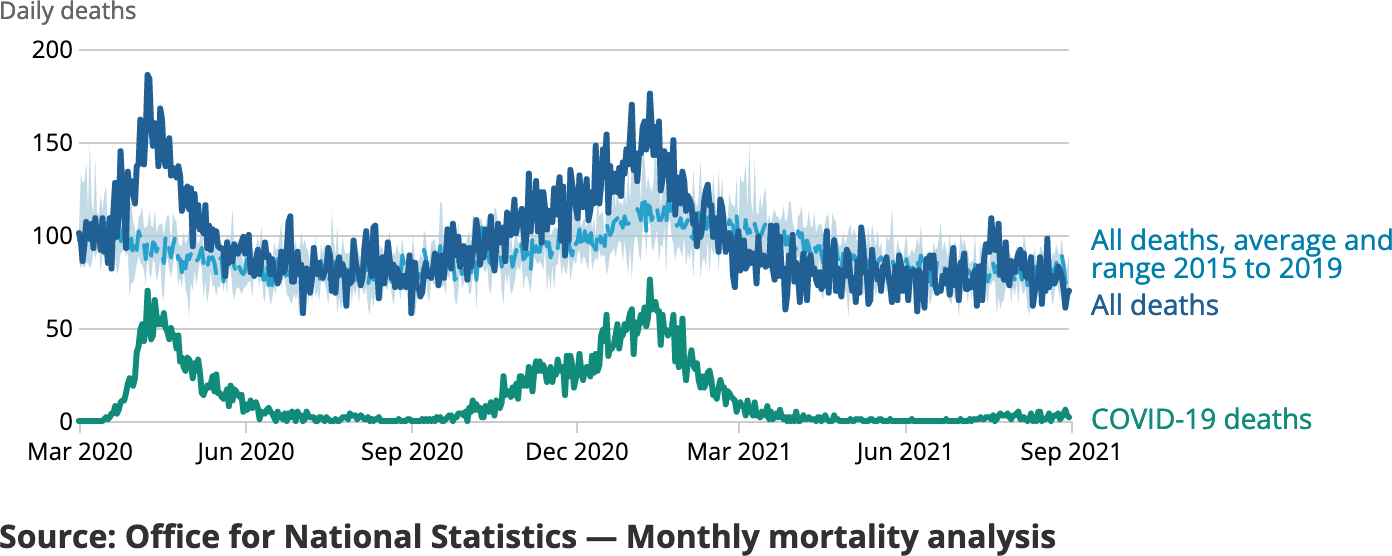 Daily deaths
200
150
100
50
0
Mar 2020 Jun 2020 Sep 2020 Dec 2020 Mar 2021 Jun 2021 Sep 2021
All deaths, average and
range 2015 to 2019
All deaths
COVID-19 deaths
Source: Office for National Statistics — Monthly mortality analysis